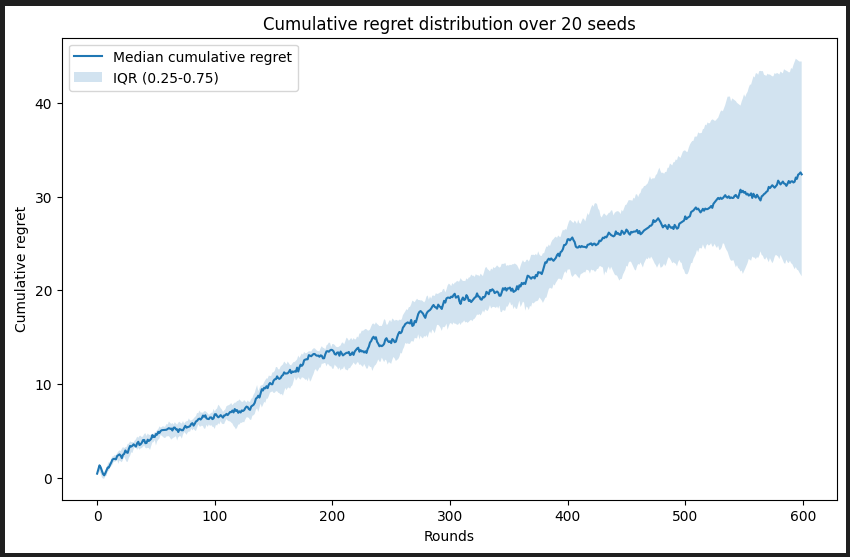 Cumulative regret distribution over 20 seeds
Median cumulative regret
IQR (0.25-0.75)
Cumulative regret
40
30
20
10
0
0 100 200 300 400 500 600
Rounds